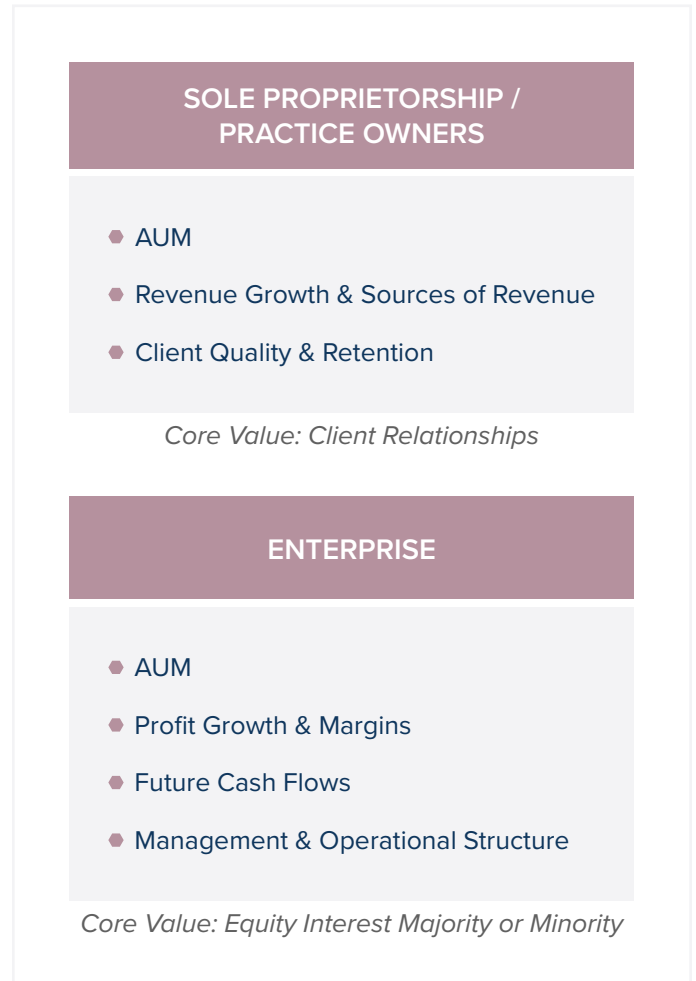 SOLE PROPRIETORSHIP /
PRACTICE OWNERS
AUM
Revenue Growth & Sources of Revenue
Client Quality & Retention
Core Value: Client Relationships
ENTERPRISE
AUM
Profit Growth & Margins
Future Cash Flows
Management & Operational Structure
Core Value: Equity Interest Majority or Minority